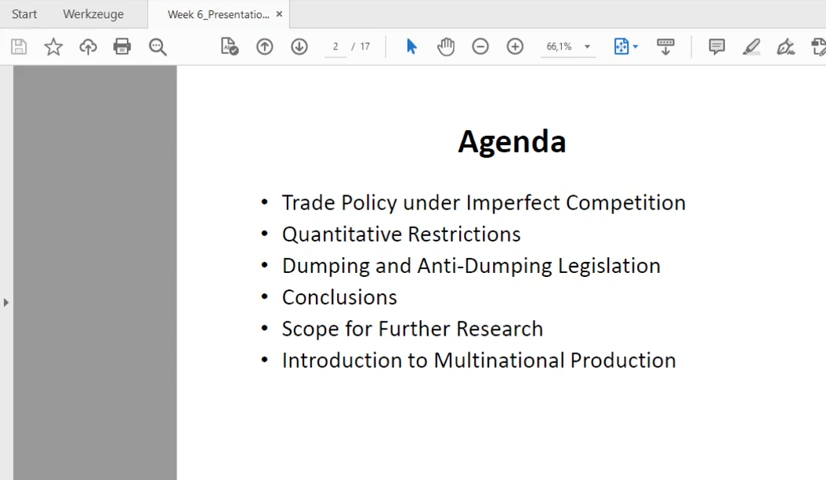 Start Werkzeuge Week 6_Presentatio... ×
2 / 17 66,1%
Agenda
• Trade Policy under Imperfect Competition
• Quantitative Restrictions
• Dumping and Anti-Dumping Legislation
• Conclusions
• Scope for Further Research
• Introduction to Multinational Production